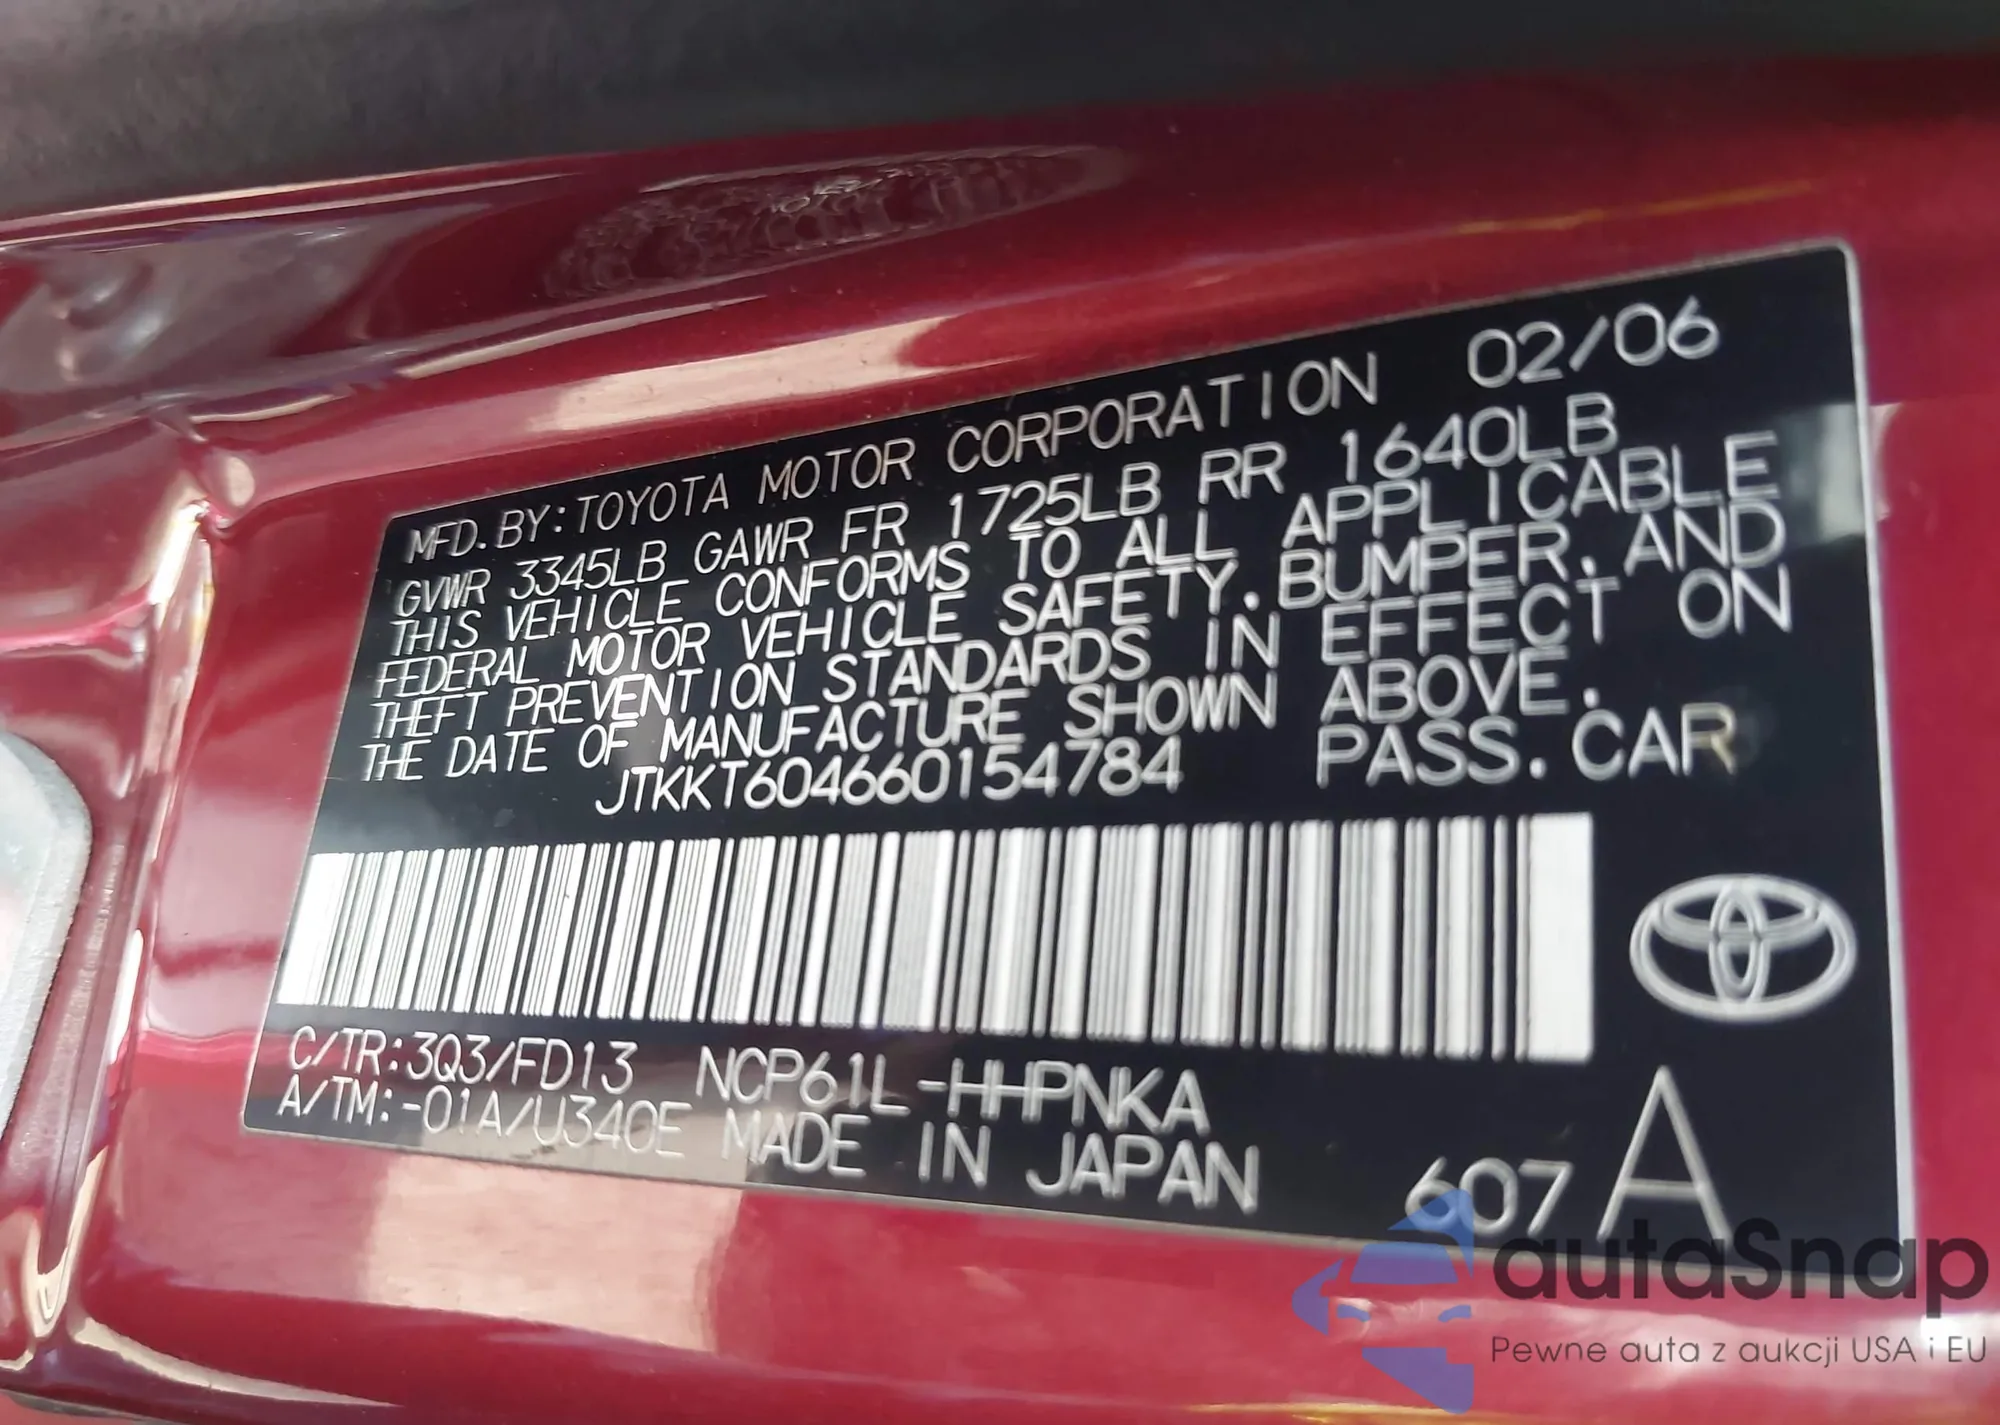 MFD.BY:TOYOTA MOTOR CORPORATION 02/06
GVWR 3345LB GAWR FR 1725LB RR 1640LB
THIS VEHICLE CONFORMS TO ALL APPLICABLE
FEDERAL MOTOR VEHICLE SAFETY.BUMPER.AND
THEFT PREVENTION STANDARDS IN EFFECT ON
THE DATE OF MANUFACTURE SHOWN ABOVE.
JTKKT604660154784 PASS.CAR
C/TR:3Q3/FD13 NCP61L-HHPNKA
A/TM:-01A/U340E MADE IN JAPAN
607 A
autaSnap
Pewne auta z aukcji USA i EU